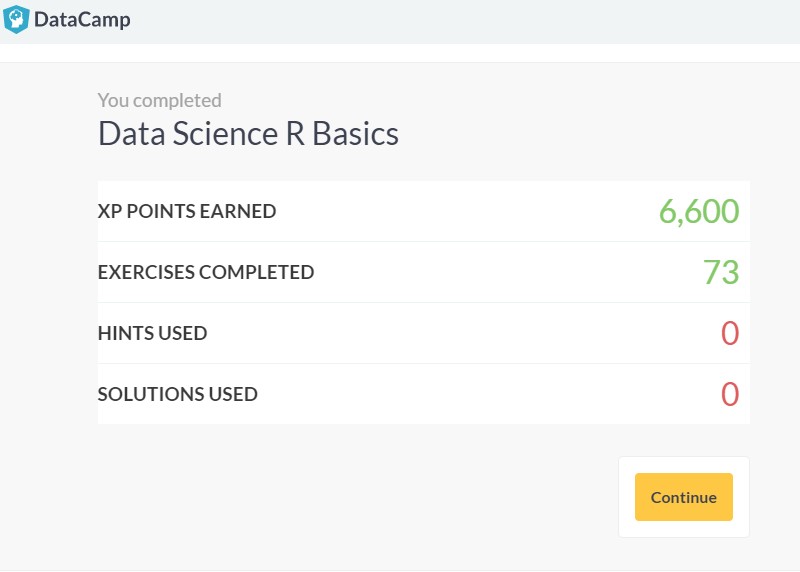 DataCamp
You completed
Data Science R Basics
XP POINTS EARNED 6,600
EXERCISES COMPLETED 73
HINTS USED 0
SOLUTIONS USED 0
Continue